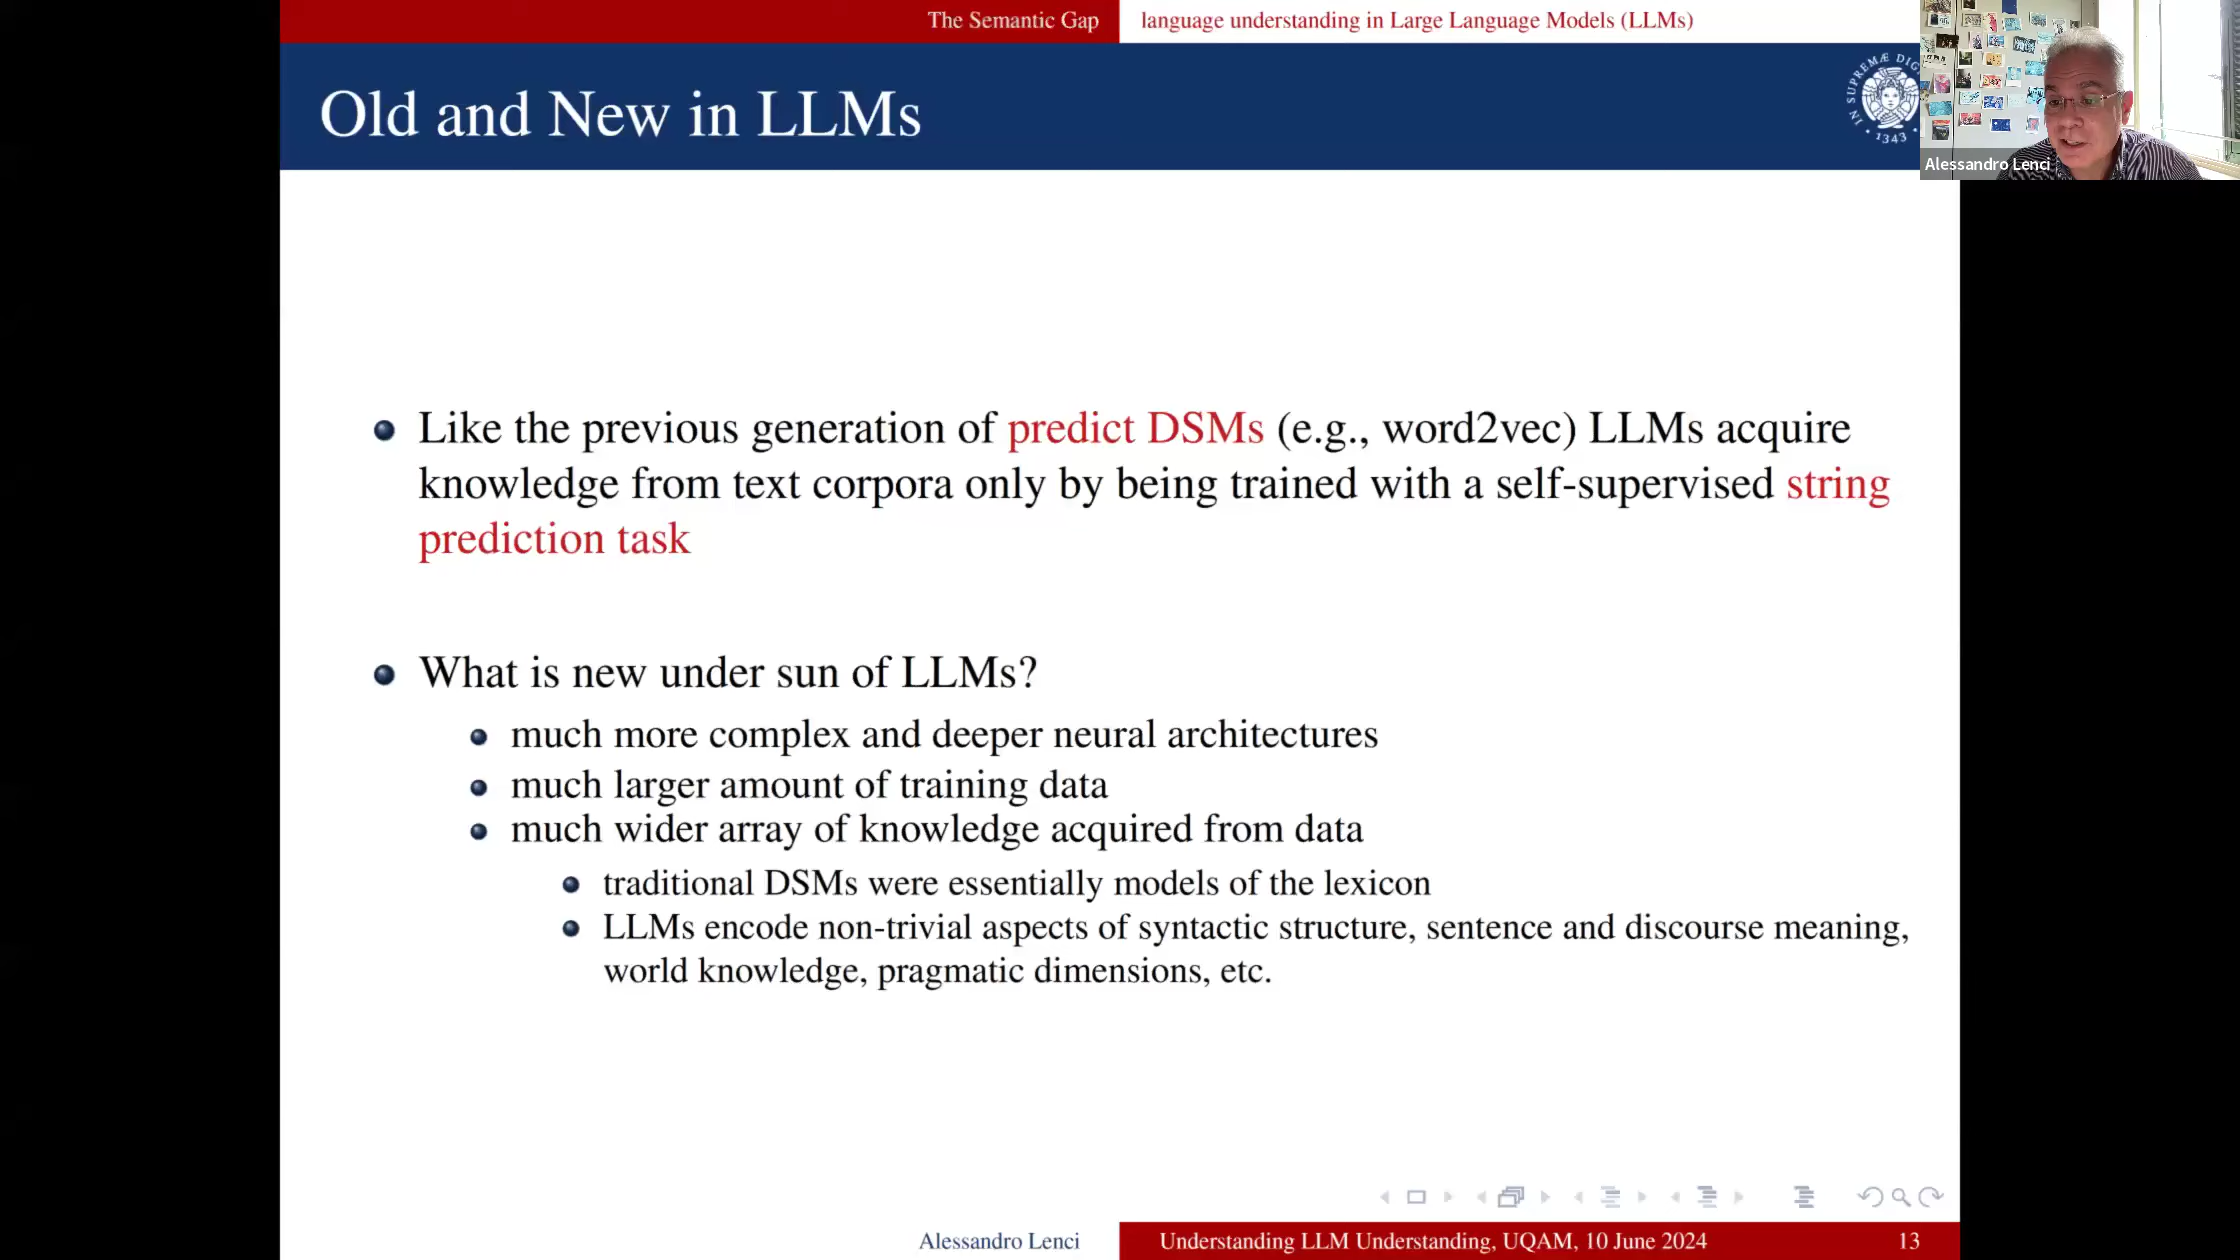 The Semantic Gap
language understanding in Large Language Models (LLMs)
Old and New in LLMs
IN SUPREMÆ DIG
• 1343 •
Alessandro Lenci
Like the previous generation of predict DSMs (e.g., word2vec) LLMs acquire
knowledge from text corpora only by being trained with a self-supervised string
prediction task
What is new under sun of LLMs?
much more complex and deeper neural architectures
much larger amount of training data
much wider array of knowledge acquired from data
traditional DSMs were essentially models of the lexicon
LLMs encode non-trivial aspects of syntactic structure, sentence and discourse meaning,
world knowledge, pragmatic dimensions, etc.
Alessandro Lenci
Understanding LLM Understanding, UQAM, 10 June 2024
13